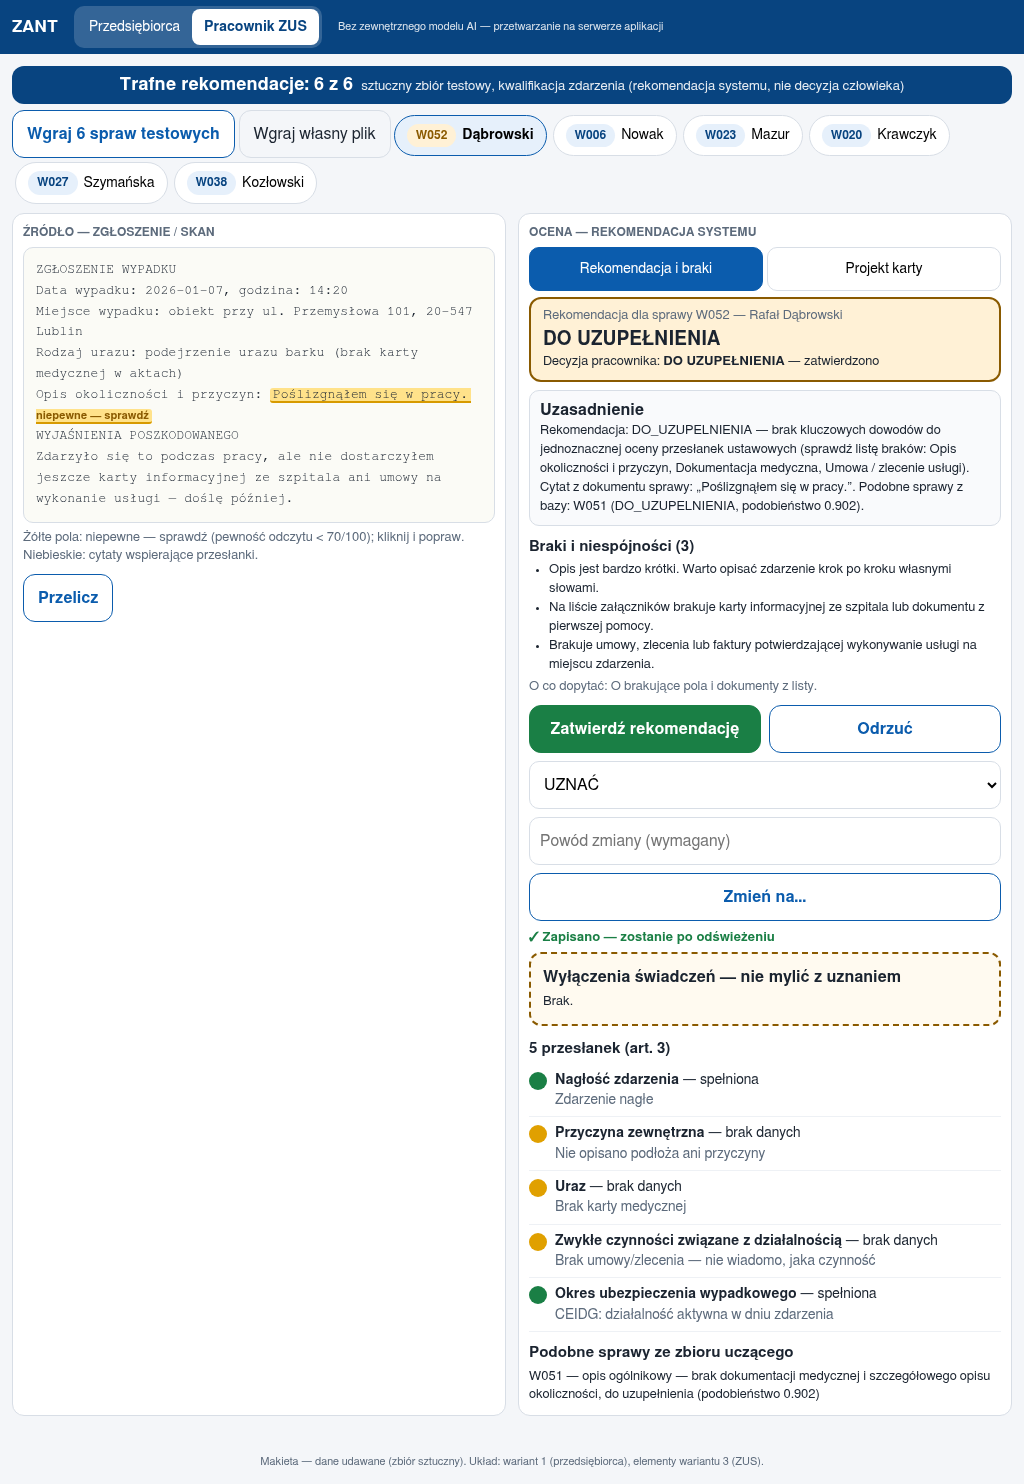 ZANT
Przedsiębiorca
Pracownik ZUS
Bez zewnętrznego modelu AI — przetwarzanie na serwerze aplikacji
Trafne rekomendacje: 6 z 6 sztuczny zbiór testowy, kwalifikacja zdarzenia (rekomendacja systemu, nie decyzja człowieka)
Wgraj 6 spraw testowych
Wgraj własny plik
W052 Dąbrowski
W006 Nowak
W023 Mazur
W020 Krawczyk
W027 Szymańska
W038 Kozłowski
ŹRÓDŁO — ZGŁOSZENIE / SKAN
ZGŁOSZENIE WYPADKU
Data wypadku: 2026-01-07, godzina: 14:20
Miejsce wypadku: obiekt przy ul. Przemysłowa 101, 20-547
Lublin
Rodzaj urazu: podejrzenie urazu barku (brak karty
medycznej w aktach)
Opis okoliczności i przyczyn: Poślizgnąłem się w pracy.
niepewne — sprawdź
WYJAŚNIENIA POSZKODOWANEGO
Zdarzyło się to podczas pracy, ale nie dostarczyłem
jeszcze karty informacyjnej ze szpitala ani umowy na
wykonanie usługi — doślę później.
Żółte pola: niepewne — sprawdź (pewność odczytu < 70/100); kliknij i popraw.
Niebieskie: cytaty wspierające przesłanki.
Przelicz
OCENA — REKOMENDACJA SYSTEMU
Rekomendacja i braki
Projekt karty
Rekomendacja dla sprawy W052 — Rafał Dąbrowski
DO UZUPEŁNIENIA
Decyzja pracownika: DO UZUPEŁNIENIA — zatwierdzono
Uzasadnienie
Rekomendacja: DO_UZUPELNIENIA — brak kluczowych dowodów do
jednoznacznej oceny przesłanek ustawowych (sprawdź listę braków: Opis
okoliczności i przyczyn, Dokumentacja medyczna, Umowa / zlecenie usługi).
Cytat z dokumentu sprawy: „Poślizgnąłem się w pracy.”. Podobne sprawy z
bazy: W051 (DO_UZUPELNIENIA, podobieństwo 0.902).
Braki i niespójności (3)
• Opis jest bardzo krótki. Warto opisać zdarzenie krok po kroku własnymi
słowami.
• Na liście załączników brakuje karty informacyjnej ze szpitala lub dokumentu z
pierwszej pomocy.
• Brakuje umowy, zlecenia lub faktury potwierdzającej wykonywanie usługi na
miejscu zdarzenia.
O co dopytać: O brakujące pola i dokumenty z listy.
Zatwierdź rekomendację
Odrzuć
UZNAĆ
Powód zmiany (wymagany)
Zmień na...
✓ Zapisano — zostanie po odświeżeniu
Wyłączenia świadczeń — nie mylić z uznaniem
Brak.
5 przesłanek (art. 3)
Nagłość zdarzenia — spełniona
Zdarzenie nagłe
Przyczyna zewnętrzna — brak danych
Nie opisano podłoża ani przyczyny
Uraz — brak danych
Brak karty medycznej
Zwykłe czynności związane z działalnością — brak danych
Brak umowy/zlecenia — nie wiadomo, jaka czynność
Okres ubezpieczenia wypadkowego — spełniona
CEIDG: działalność aktywna w dniu zdarzenia
Podobne sprawy ze zbioru uczącego
W051 — opis ogólnikowy — brak dokumentacji medycznej i szczegółowego opisu
okoliczności, do uzupełnienia (podobieństwo 0.902)
Makieta — dane udawane (zbiór sztuczny). Układ: wariant 1 (przedsiębiorca), elementy wariantu 3 (ZUS).